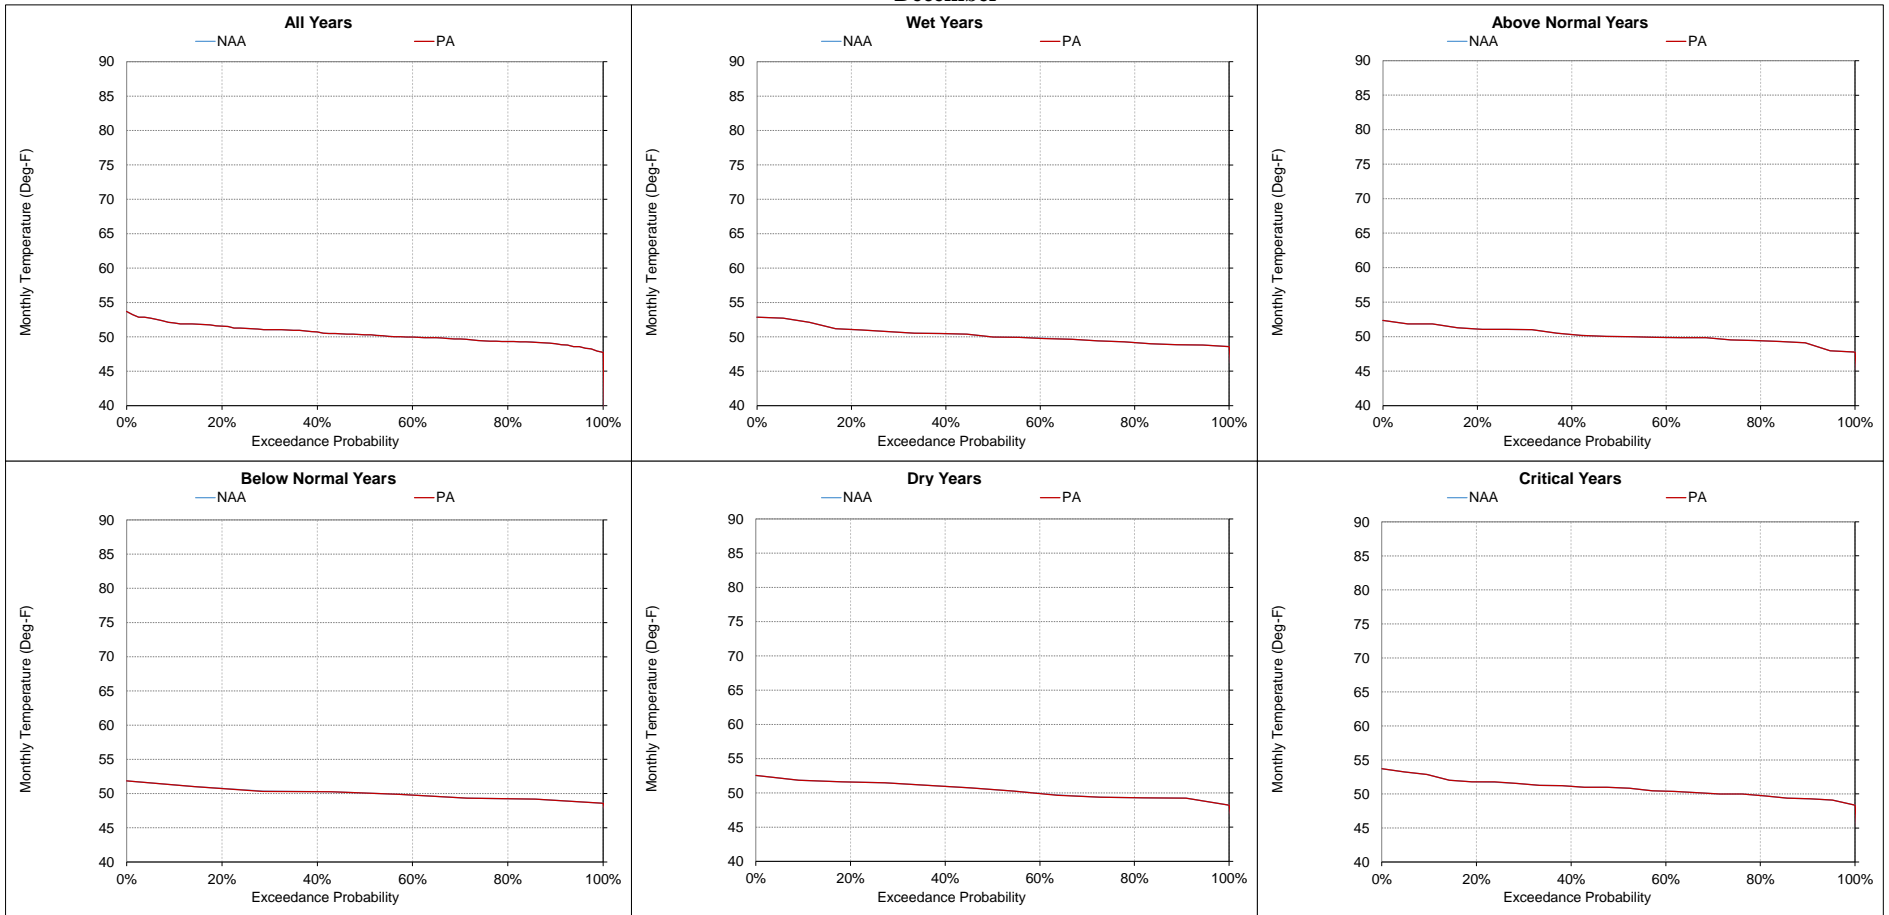 December
All Years
NAA PA
90
85
80
75
70
65
60
55
50
45
40
Monthly Temperature (Deg-F)
0% 20% 40% 60% 80% 100%
Exceedance Probability
Wet Years
NAA PA
90
85
80
75
70
65
60
55
50
45
40
Monthly Temperature (Deg-F)
0% 20% 40% 60% 80% 100%
Exceedance Probability
Above Normal Years
NAA PA
90
85
80
75
70
65
60
55
50
45
40
Monthly Temperature (Deg-F)
0% 20% 40% 60% 80% 100%
Exceedance Probability
Below Normal Years
NAA PA
90
85
80
75
70
65
60
55
50
45
40
Monthly Temperature (Deg-F)
0% 20% 40% 60% 80% 100%
Exceedance Probability
Dry Years
NAA PA
90
85
80
75
70
65
60
55
50
45
40
Monthly Temperature (Deg-F)
0% 20% 40% 60% 80% 100%
Exceedance Probability
Critical Years
NAA PA
90
85
80
75
70
65
60
55
50
45
40
Monthly Temperature (Deg-F)
0% 20% 40% 60% 80% 100%
Exceedance Probability